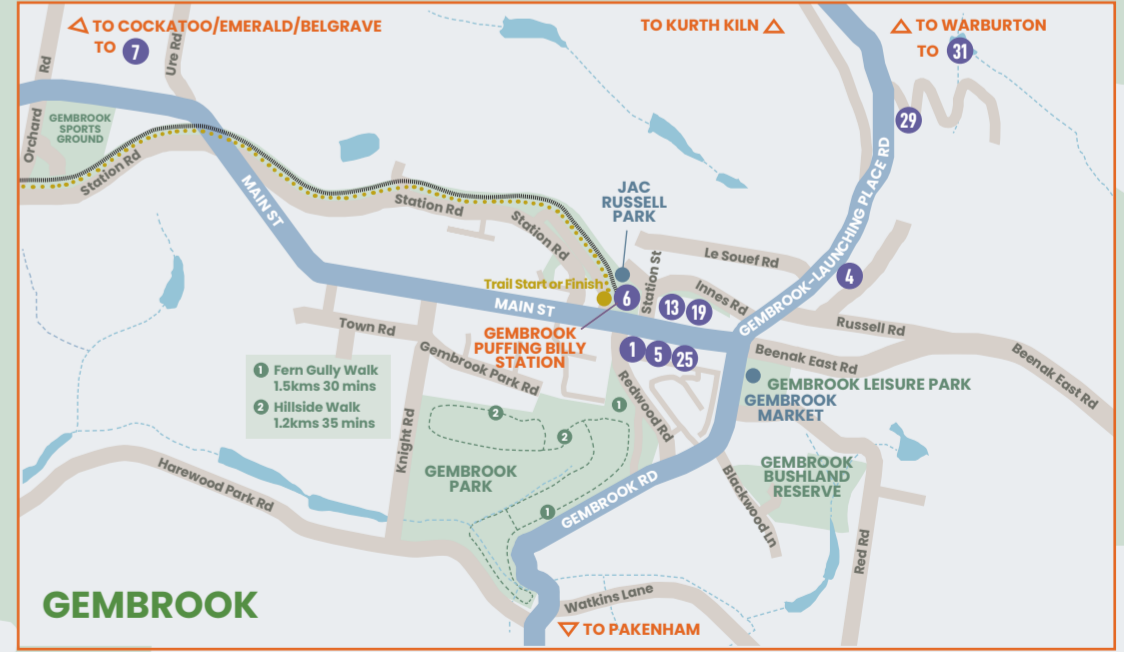 TO COCKATOO/EMERALD/BELGRAVE
TO 7
TO KURTH KILN
TO WARBURTON
TO 31
Orchard Rd
Ure Rd
GEMBROOK
SPORTS
GROUND
29
Station Rd
MAIN ST
Station Rd
Station Rd
JAC
RUSSELL
PARK
Station St
Le Souef Rd
GEMBROOK-LAUNCHING PLACE RD
4
Trail Start or Finish
6
13
19
Innes Rd
MAIN ST
Russell Rd
Town Rd
GEMBROOK
PUFFING BILLY
STATION
1
5
25
Beenak East Rd
Beenak East Rd
Gembrook Park Rd
1 Fern Gully Walk
1.5kms 30 mins
2 Hillside Walk
1.2kms 35 mins
Redwood Rd
GEMBROOK LEISURE PARK
GEMBROOK
MARKET
1
2
2
Knight Rd
GEMBROOK
PARK
Harewood Park Rd
1
GEMBROOK RD
Blackwood Ln
GEMBROOK
BUSHLAND
RESERVE
Red Rd
GEMBROOK
Watkins Lane
TO PAKENHAM